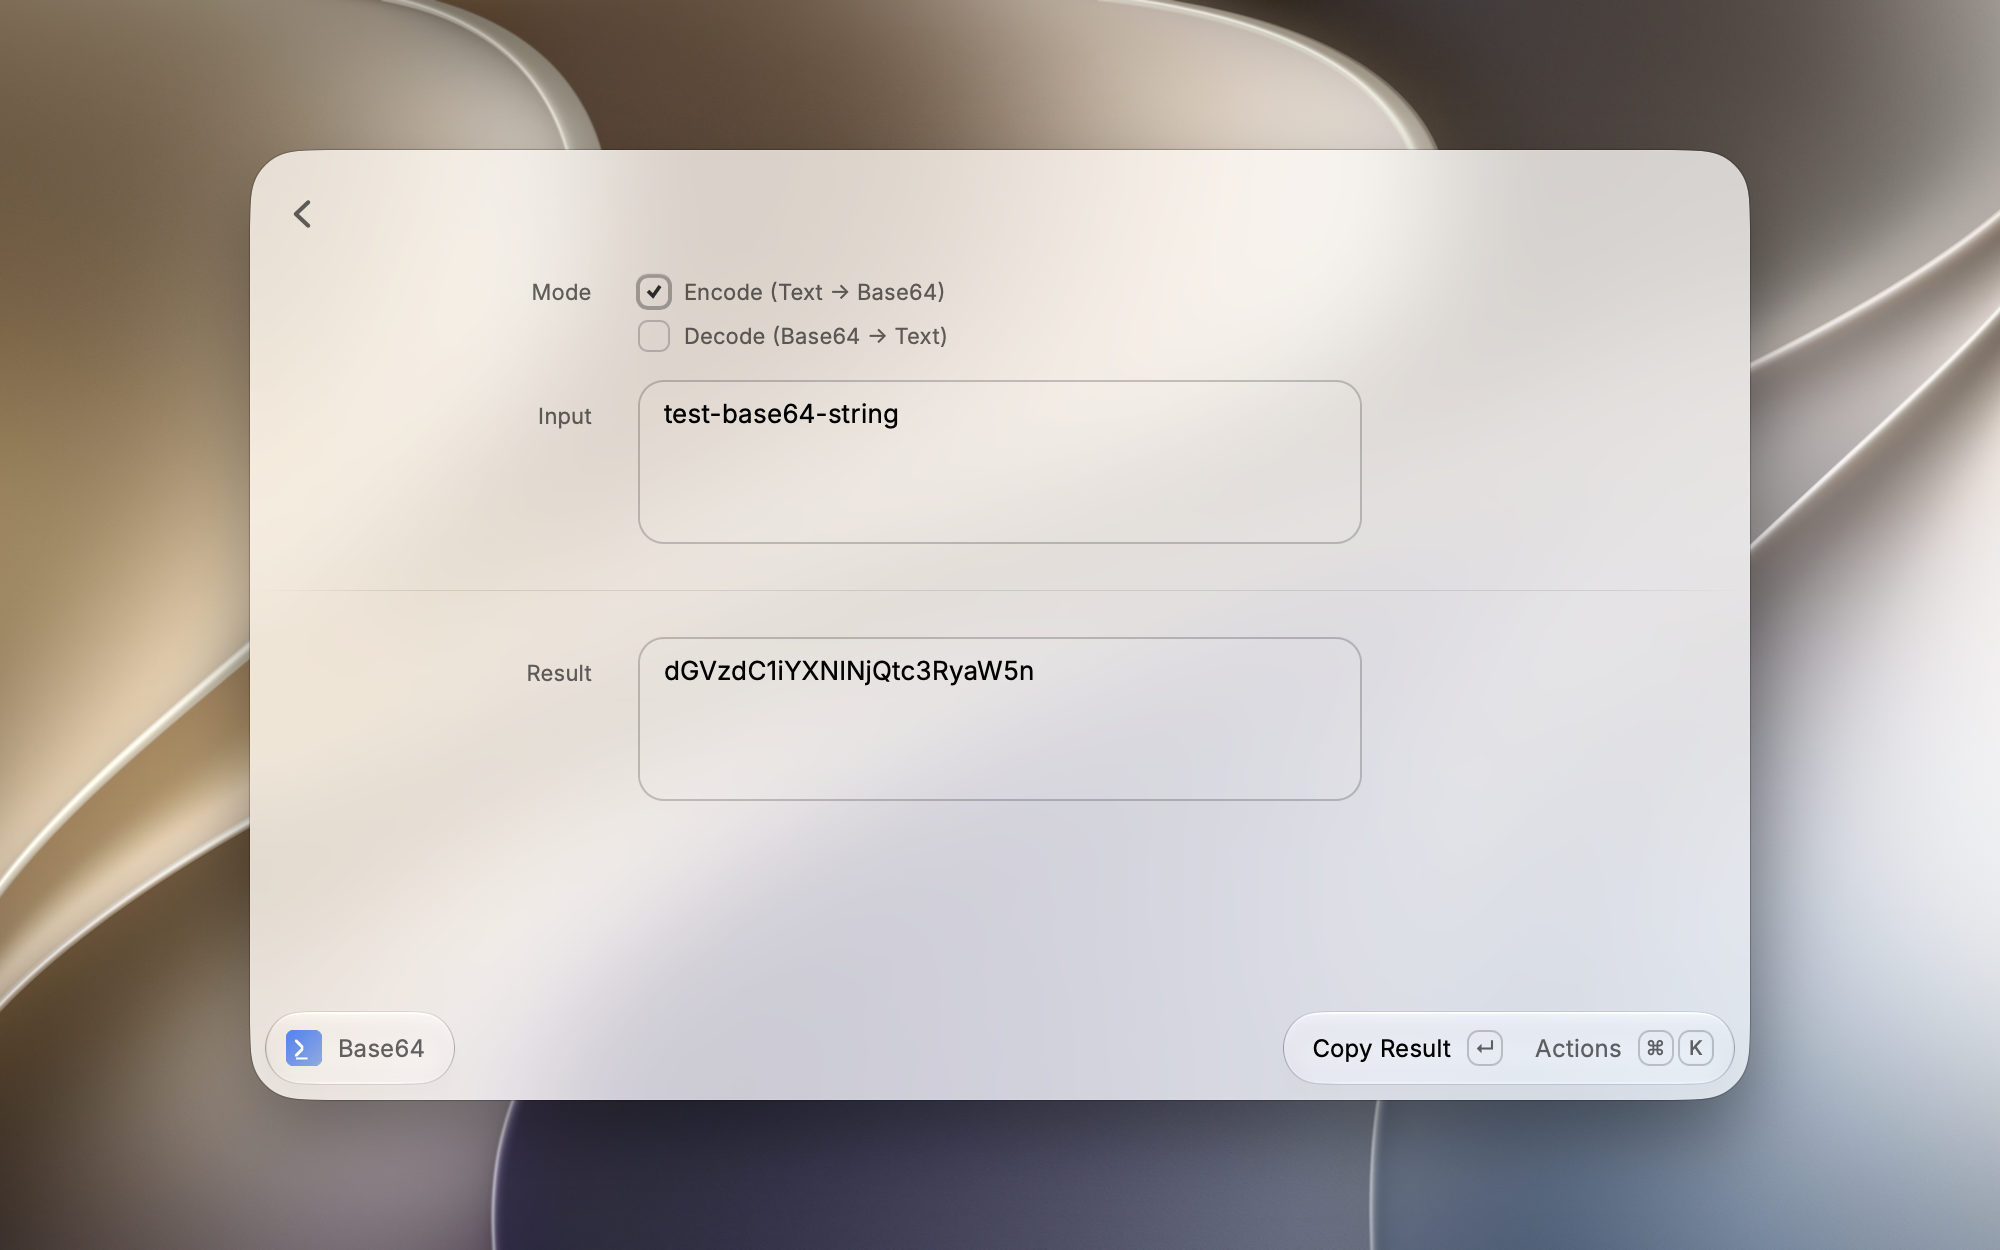 Mode
Encode (Text → Base64)
Decode (Base64 → Text)
Input
test-base64-string
Result
dGVzdC1iYXNlNjQtc3RyaW5n
Base64
Copy Result ↵ Actions ⌘ K